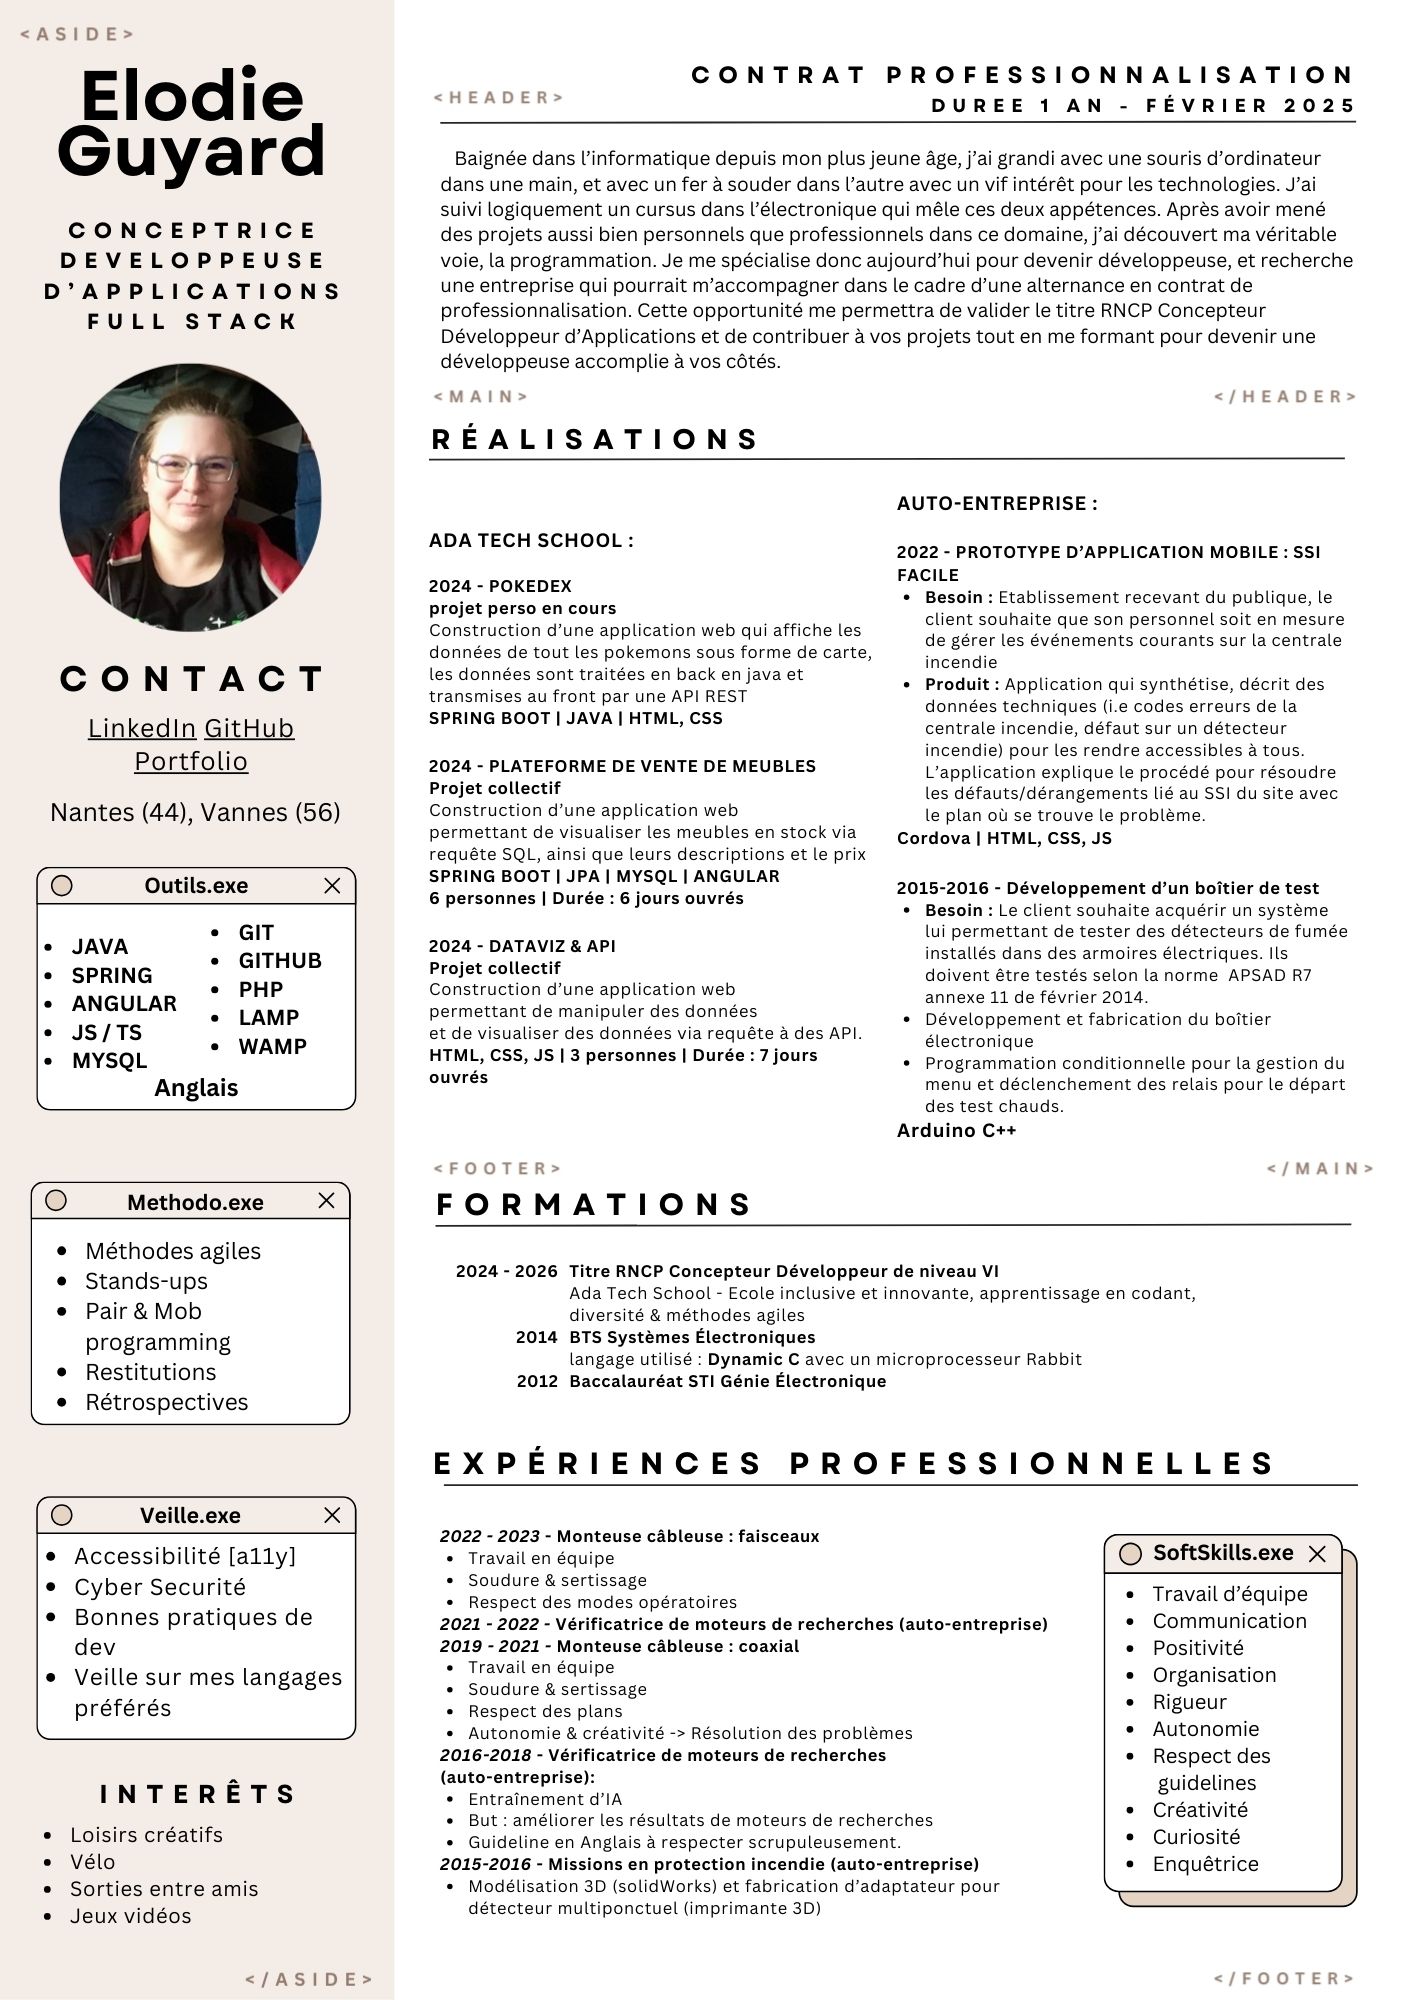 <ASIDE>
Elodie
Guyard
CONCEPTRICE
DEVELOPPEUSE
D'APPLICATIONS
FULL STACK
CONTACT
LinkedIn GitHub
Portfolio
Nantes (44), Vannes (56)
Outils.exe
JAVA
SPRING
ANGULAR
JS / TS
MYSQL
GIT
GITHUB
PHP
LAMP
WAMP
Anglais
Methodo.exe
Méthodes agiles
Stands-ups
Pair & Mob
programming
Restitutions
Rétrospectives
Veille.exe
Accessibilité [a11y]
Cyber Securité
Bonnes pratiques de
dev
Veille sur mes langages
préférés
INTERÊTS
Loisirs créatifs
Vélo
Sorties entre amis
Jeux vidéos
</ASIDE>
<HEADER>
CONTRAT PROFESSIONNALISATION
DUREE 1 AN - FÉVRIER 2025
Baignée dans l'informatique depuis mon plus jeune âge, j'ai grandi avec une souris d'ordinateur
dans une main, et avec un fer à souder dans l'autre avec un vif intérêt pour les technologies. J'ai
suivi logiquement un cursus dans l'électronique qui mêle ces deux appétences. Après avoir mené
des projets aussi bien personnels que professionnels dans ce domaine, j'ai découvert ma véritable
voie, la programmation. Je me spécialise donc aujourd'hui pour devenir développeuse, et recherche
une entreprise qui pourrait m'accompagner dans le cadre d'une alternance en contrat de
professionnalisation. Cette opportunité me permettra de valider le titre RNCP Concepteur
Développeur d'Applications et de contribuer à vos projets tout en me formant pour devenir une
développeuse accomplie à vos côtés.
<MAIN>
</HEADER>
RÉALISATIONS
ADA TECH SCHOOL :
2024 - POKEDEX
projet perso en cours
Construction d'une application web qui affiche les
données de tout les pokemons sous forme de carte,
les données sont traitées en back en java et
transmises au front par une API REST
SPRING BOOT | JAVA | HTML, CSS
2024 - PLATEFORME DE VENTE DE MEUBLES
Projet collectif
Construction d'une application web
permettant de visualiser les meubles en stock via
requête SQL, ainsi que leurs descriptions et le prix
SPRING BOOT | JPA | MYSQL | ANGULAR
6 personnes | Durée : 6 jours ouvrés
2024 - DATAVIZ & API
Projet collectif
Construction d'une application web
permettant de manipuler des données
et de visualiser des données via requête à des API.
HTML, CSS, JS | 3 personnes | Durée : 7 jours
ouvrés
AUTO-ENTREPRISE :
2022 - PROTOTYPE D'APPLICATION MOBILE : SSI
FACILE
Besoin : Etablissement recevant du publique, le
client souhaite que son personnel soit en mesure
de gérer les événements courants sur la centrale
incendie
Produit : Application qui synthétise, décrit des
données techniques (i.e codes erreurs de la
centrale incendie, défaut sur un détecteur
incendie) pour les rendre accessibles à tous.
L'application explique le procédé pour résoudre
les défauts/dérangements lié au SSI du site avec
le plan où se trouve le problème.
Cordova | HTML, CSS, JS
2015-2016 - Développement d'un boîtier de test
Besoin : Le client souhaite acquérir un système
lui permettant de tester des détecteurs de fumée
installés dans des armoires électriques. Ils
doivent être testés selon la norme APSAD R7
annexe 11 de février 2014.
Développement et fabrication du boîtier
électronique
Programmation conditionnelle pour la gestion du
menu et déclenchement des relais pour le départ
des test chauds.
Arduino C++
<FOOTER>
</MAIN>
FORMATIONS
2024 - 2026 Titre RNCP Concepteur Développeur de niveau VI
Ada Tech School - Ecole inclusive et innovante, apprentissage en codant,
diversité & méthodes agiles
2014 BTS Systèmes Électroniques
langage utilisé : Dynamic C avec un microprocesseur Rabbit
2012 Baccalauréat STI Génie Électronique
EXPÉRIENCES PROFESSIONNELLES
2022 - 2023 - Monteuse câbleuse : faisceaux
Travail en équipe
Soudure & sertissage
Respect des modes opératoires
2021 - 2022 - Vérificatrice de moteurs de recherches (auto-entreprise)
2019 - 2021 - Monteuse câbleuse : coaxial
Travail en équipe
Soudure & sertissage
Respect des plans
Autonomie & créativité -> Résolution des problèmes
2016-2018 - Vérificatrice de moteurs de recherches
(auto-entreprise):
Entraînement d'IA
But : améliorer les résultats de moteurs de recherches
Guideline en Anglais à respecter scrupuleusement.
2015-2016 - Missions en protection incendie (auto-entreprise)
Modélisation 3D (solidWorks) et fabrication d'adaptateur pour
détecteur multiponctuel (imprimante 3D)
SoftSkills.exe
Travail d'équipe
Communication
Positivité
Organisation
Rigueur
Autonomie
Respect des
guidelines
Créativité
Curiosité
Enquêtrice
</FOOTER>